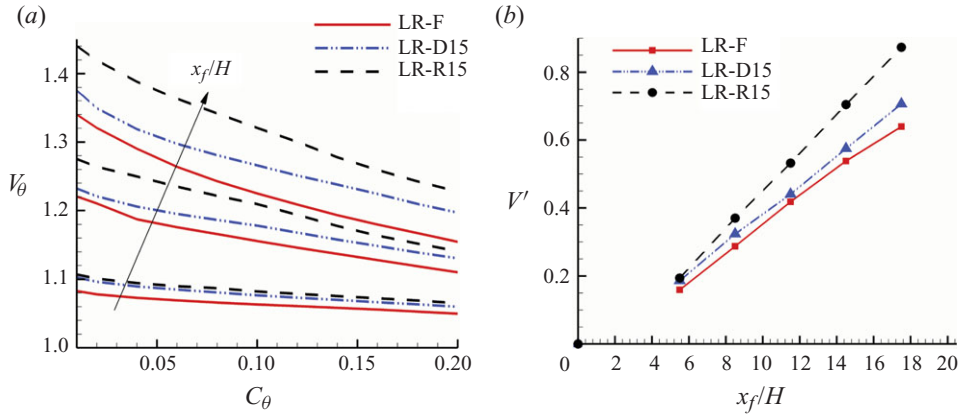 (a)
LR-F
LR-D15
LR-R15
x_f/H
V_θ
1.4
1.3
1.2
1.1
1.0
0.05
0.10
0.15
0.20
C_θ
(b)
LR-F
LR-D15
LR-R15
V′
0.8
0.6
0.4
0.2
0
2
4
6
8
10
12
14
16
18
20
x_f/H